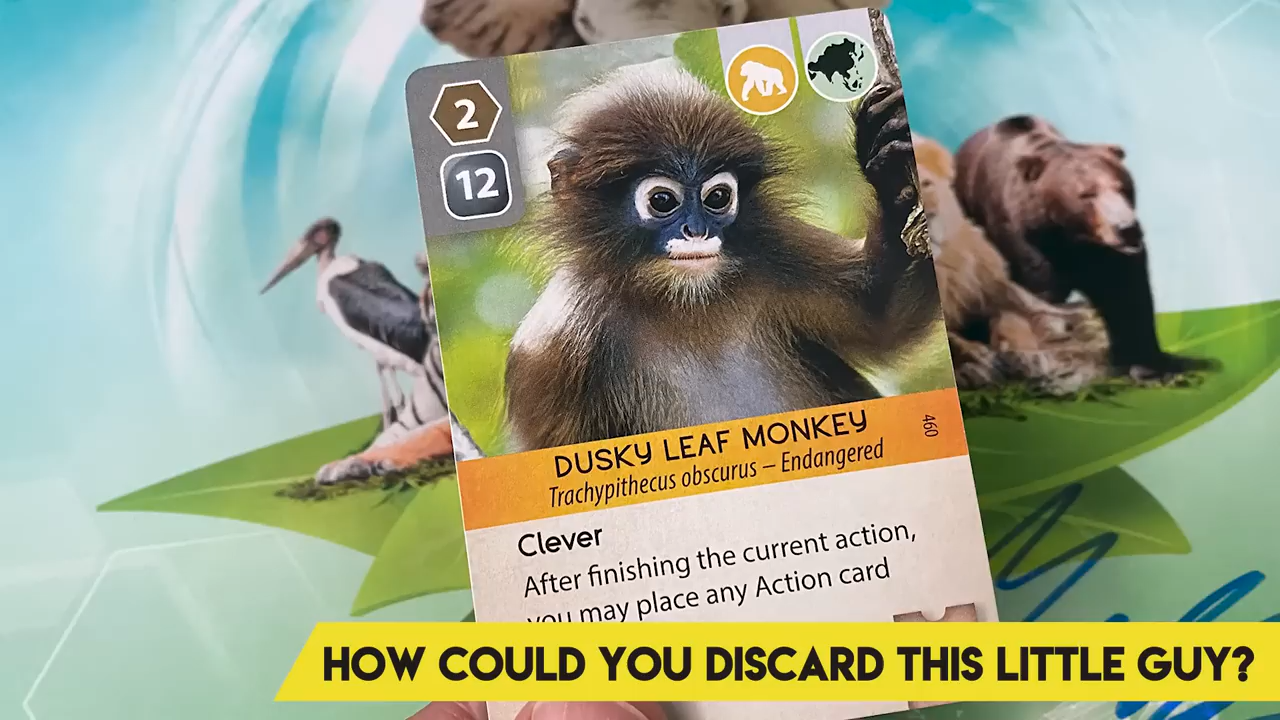 2
12
DUSKY LEAF MONKEY
Trachypithecus obscurus – Endangered
460
Clever
After finishing the current action,
you may place any Action card
HOW COULD YOU DISCARD THIS LITTLE GUY?